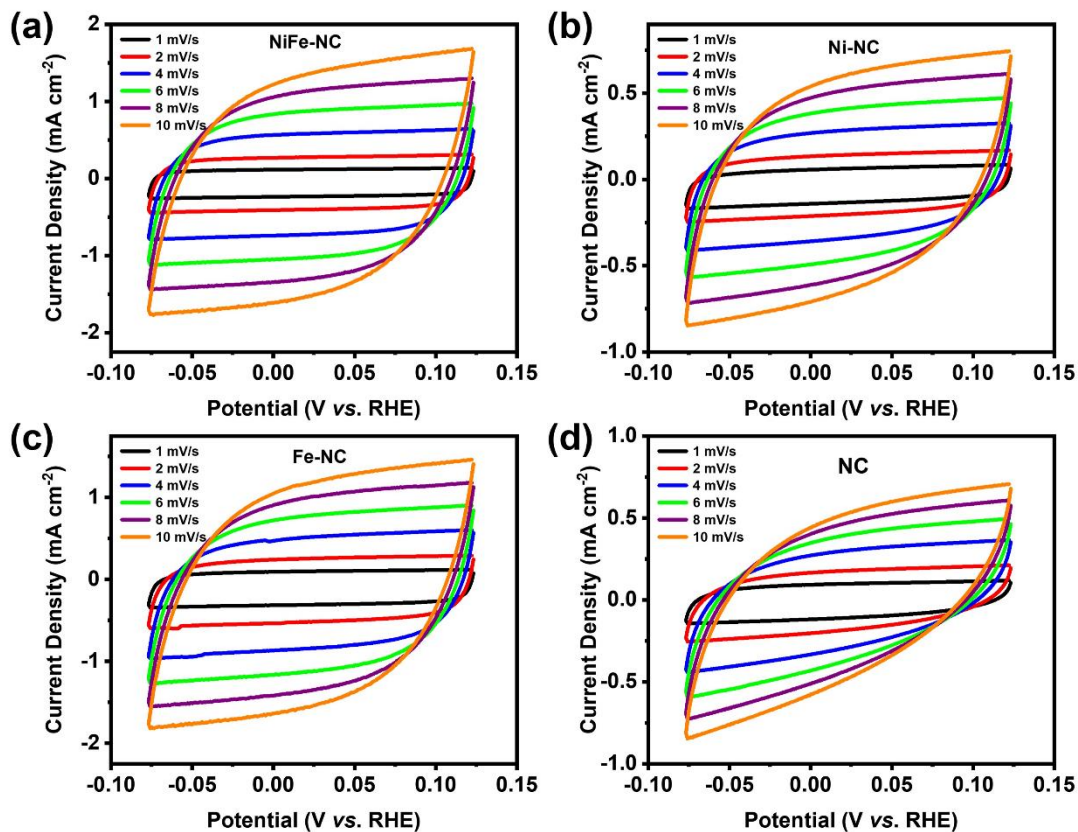 (a)
NiFe-NC
1 mV/s
2 mV/s
4 mV/s
6 mV/s
8 mV/s
10 mV/s
2
1
0
-1
-2
-0.10
-0.05
0.00
0.05
0.10
0.15
Current Density (mA cm-2)
Potential (V vs. RHE)
(b)
Ni-NC
1 mV/s
2 mV/s
4 mV/s
6 mV/s
8 mV/s
10 mV/s
0.5
0.0
-0.5
-1.0
-0.10
-0.05
0.00
0.05
0.10
0.15
Current Density (mA cm-2)
Potential (V vs. RHE)
(c)
Fe-NC
1 mV/s
2 mV/s
4 mV/s
6 mV/s
8 mV/s
10 mV/s
1
0
-1
-2
-0.10
-0.05
0.00
0.05
0.10
0.15
Current Density (mA cm-2)
Potential (V vs. RHE)
(d)
NC
1 mV/s
2 mV/s
4 mV/s
6 mV/s
8 mV/s
10 mV/s
1.0
0.5
0.0
-0.5
-1.0
-0.10
-0.05
0.00
0.05
0.10
0.15
Current Density (mA cm-2)
Potential (V vs. RHE)